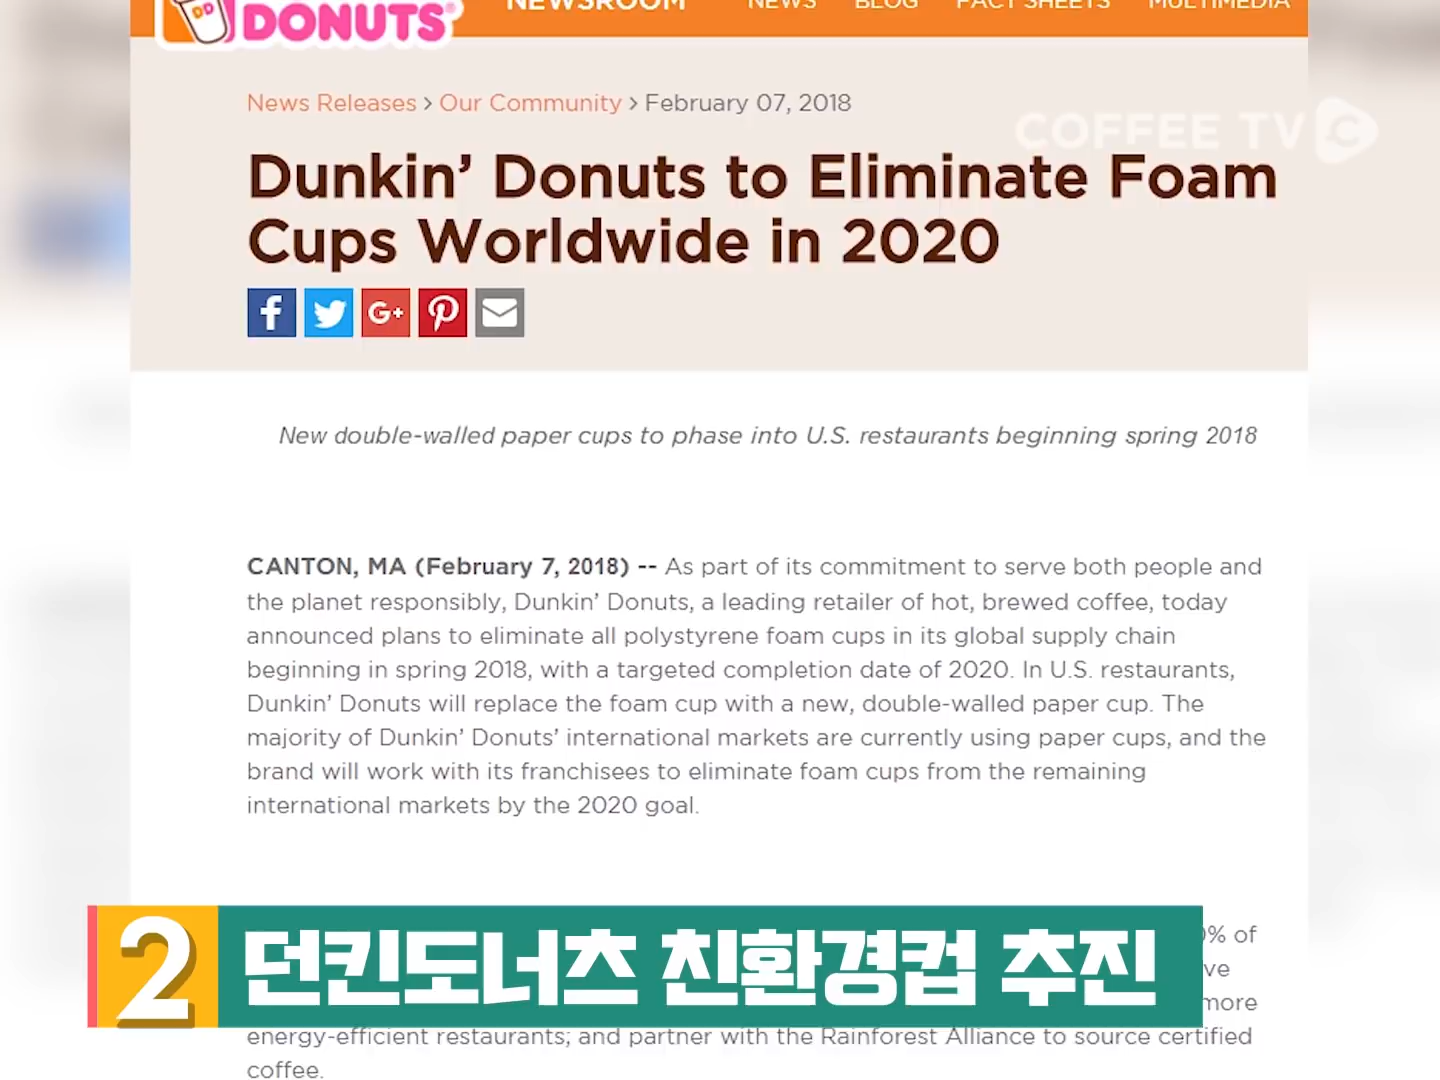 DONUTS
NEWSROOM NEWS BLOG FACT SHEETS MULTIMEDIA
News Releases > Our Community > February 07, 2018
COFFEE TV
Dunkin’ Donuts to Eliminate Foam
Cups Worldwide in 2020
New double-walled paper cups to phase into U.S. restaurants beginning spring 2018
CANTON, MA (February 7, 2018) -- As part of its commitment to serve both people and
the planet responsibly, Dunkin’ Donuts, a leading retailer of hot, brewed coffee, today
announced plans to eliminate all polystyrene foam cups in its global supply chain
beginning in spring 2018, with a targeted completion date of 2020. In U.S. restaurants,
Dunkin’ Donuts will replace the foam cup with a new, double-walled paper cup. The
majority of Dunkin’ Donuts’ international markets are currently using paper cups, and the
brand will work with its franchisees to eliminate foam cups from the remaining
international markets by the 2020 goal.
% of
2 던킨도너츠 친환경컵 추진
more
energy-efficient restaurants; and partner with the Rainforest Alliance to source certified
coffee.